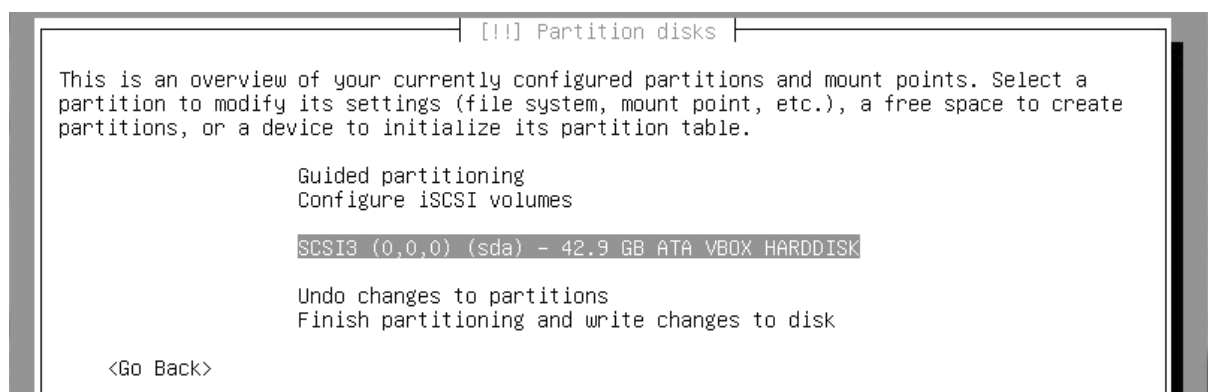 [!!] Partition disks
This is an overview of your currently configured partitions and mount points. Select a
partition to modify its settings (file system, mount point, etc.), a free space to create
partitions, or a device to initialize its partition table.
Guided partitioning
Configure iSCSI volumes
SCSI3 (0,0,0) (sda) - 42.9 GB ATA VBOX HARDDISK
Undo changes to partitions
Finish partitioning and write changes to disk
<Go Back>